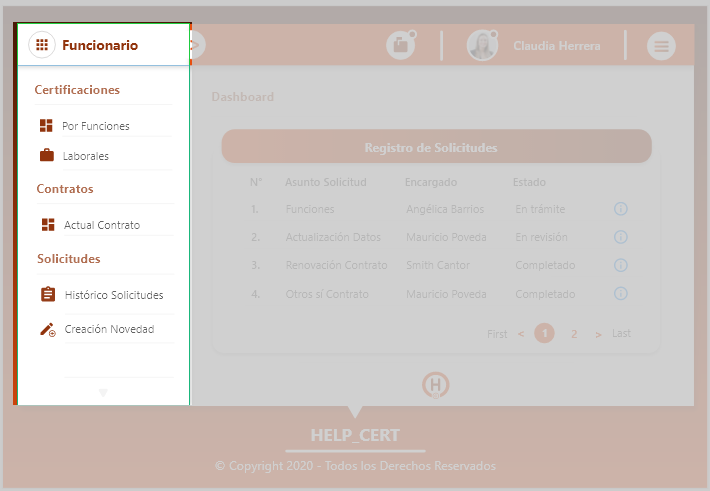 Funcionario
Claudia Herrera
Certificaciones
Por Funciones
Laborales
Contratos
Actual Contrato
Solicitudes
Histórico Solicitudes
Creación Novedad
Dashboard
Registro de Solicitudes
N° Asunto Solicitud Encargado Estado
1. Funciones Angélica Barrios En trámite
2. Actualización Datos Mauricio Poveda En revisión
3. Renovación Contrato Smith Cantor Completado
4. Otros sí Contrato Mauricio Poveda Completado
First < 1 2 > Last
H
HELP_CERT
© Copyright 2020 - Todos los Derechos Reservados